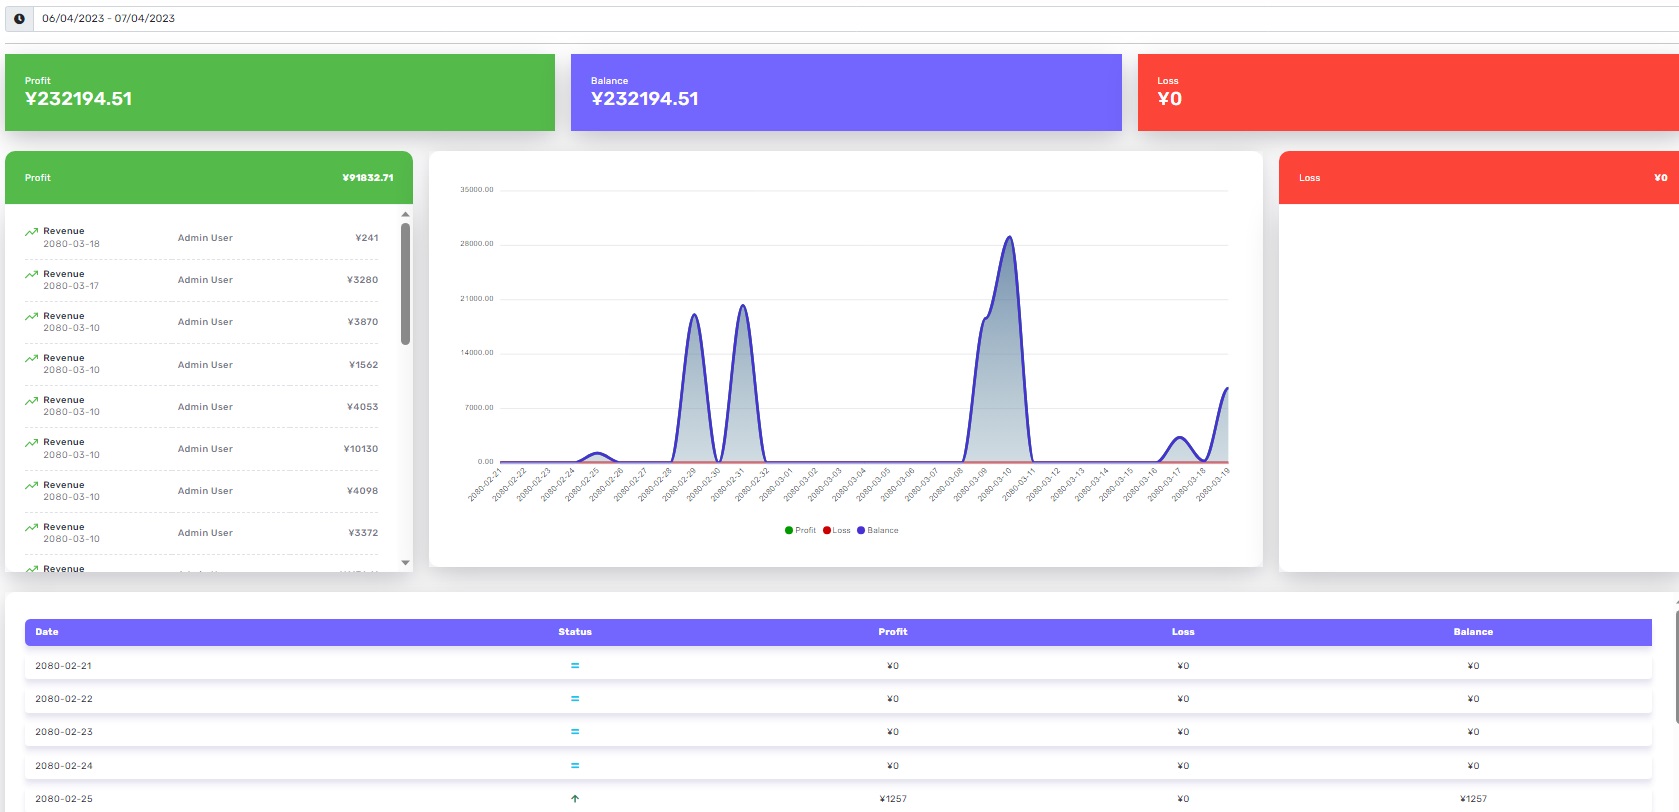 06/04/2023 - 07/04/2023
Profit
¥232194.51
Balance
¥232194.51
Loss
¥0
Profit ¥91832.71
Revenue
2080-03-18
Admin User
¥241
Revenue
2080-03-17
Admin User
¥3280
Revenue
2080-03-10
Admin User
¥3870
Revenue
2080-03-10
Admin User
¥1562
Revenue
2080-03-10
Admin User
¥4053
Revenue
2080-03-10
Admin User
¥10130
Revenue
2080-03-10
Admin User
¥4098
Revenue
2080-03-10
Admin User
¥3372
Revenue
35000.00
28000.00
21000.00
14000.00
7000.00
0.00
2080-02-21
2080-02-22
2080-02-23
2080-02-24
2080-02-25
2080-02-26
2080-02-27
2080-02-28
2080-02-29
2080-02-30
2080-02-31
2080-02-32
2080-03-01
2080-03-02
2080-03-03
2080-03-04
2080-03-05
2080-03-06
2080-03-07
2080-03-08
2080-03-09
2080-03-10
2080-03-11
2080-03-12
2080-03-13
2080-03-14
2080-03-15
2080-03-16
2080-03-17
2080-03-18
2080-03-19
Profit Loss Balance
Loss ¥0
Date Status Profit Loss Balance
2080-02-21 = ¥0 ¥0 ¥0
2080-02-22 = ¥0 ¥0 ¥0
2080-02-23 = ¥0 ¥0 ¥0
2080-02-24 = ¥0 ¥0 ¥0
2080-02-25 ↑ ¥1257 ¥0 ¥1257